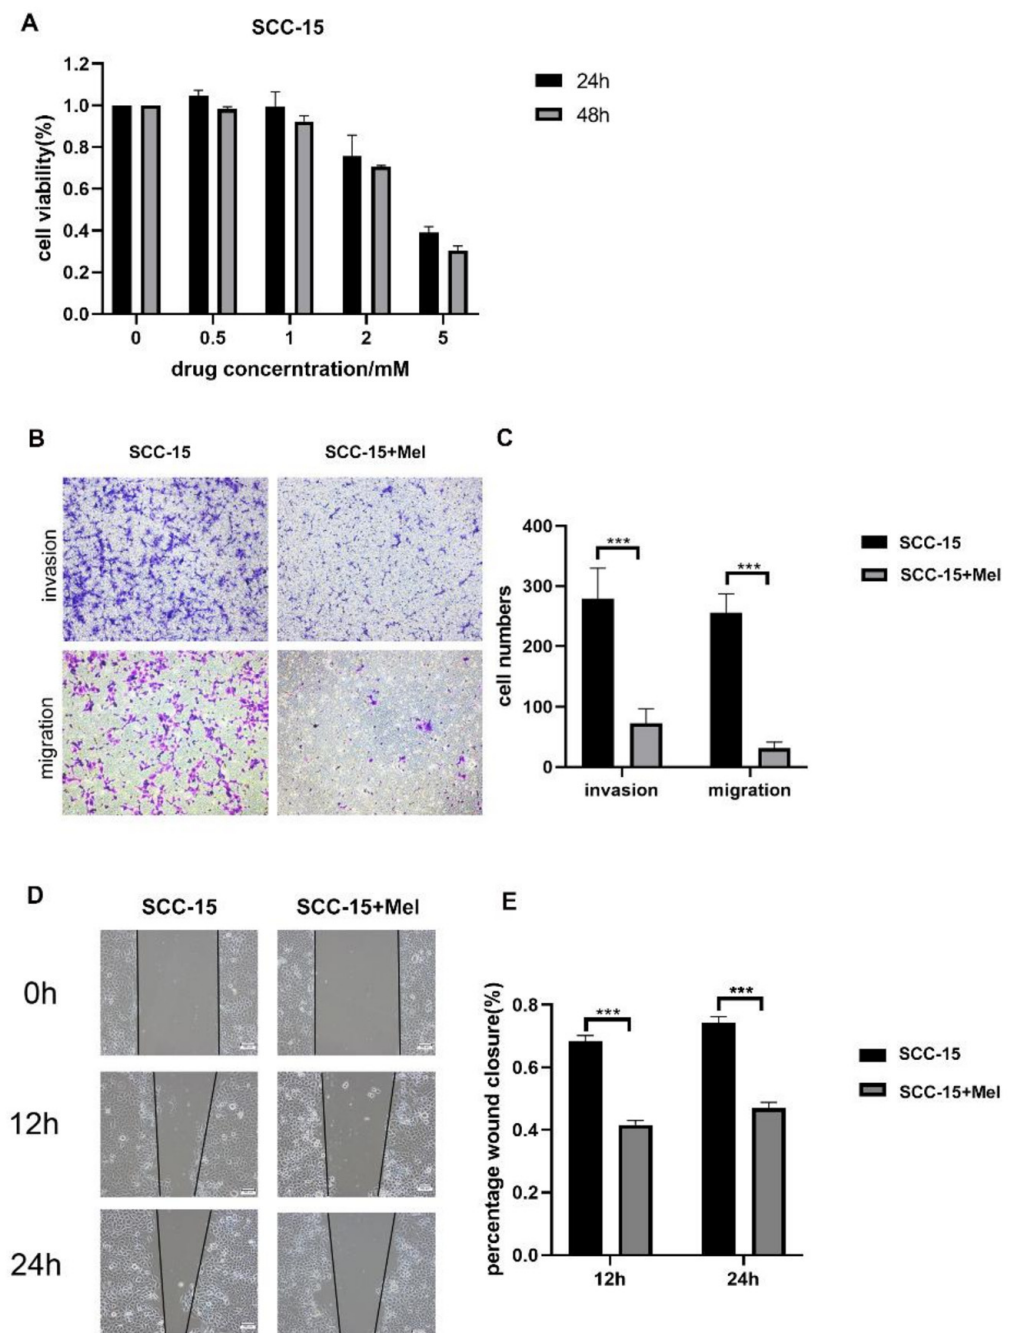 A
SCC-15
24h
48h
cell viability(%)
1.2
1.0
0.8
0.6
0.4
0.2
0.0
0 0.5 1 2 5
drug concerntration/mM
B
SCC-15 SCC-15+Mel
invasion
migration
C
cell numbers
400
300
200
100
0
*** ***
invasion migration
SCC-15
SCC-15+Mel
D
SCC-15 SCC-15+Mel
0h
12h
24h
E
percentage wound closure(%)
0.8
0.6
0.4
0.2
0.0
*** ***
12h 24h
SCC-15
SCC-15+Mel